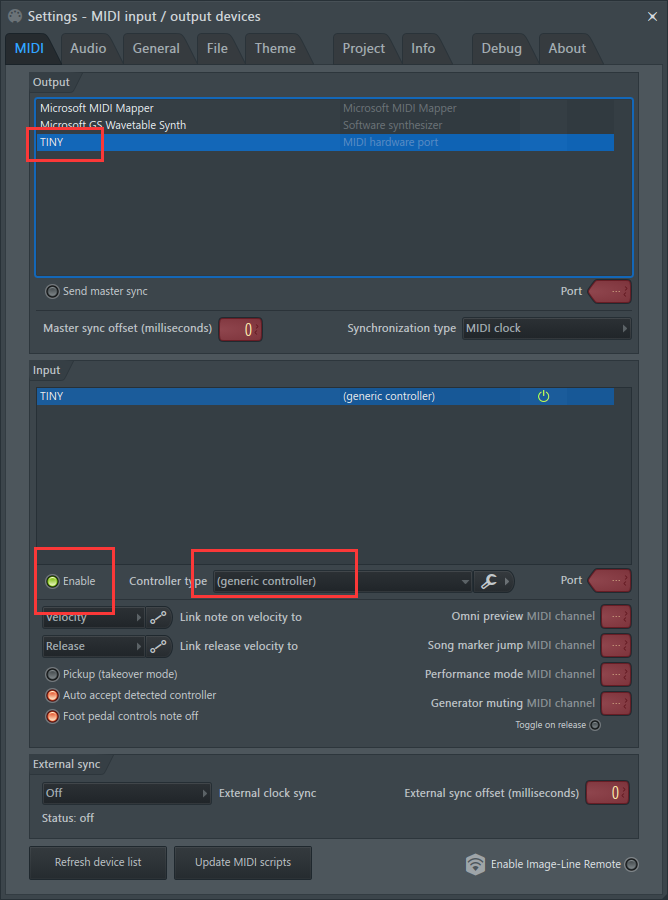 Settings - MIDI input / output devices
MIDI Audio General File Theme Project Info Debug About
Output
Microsoft MIDI Mapper Microsoft MIDI Mapper
Microsoft GS Wavetable Synth Software synthesizer
TINY MIDI hardware port
Send master sync Port ---
Master sync offset (milliseconds) 0 Synchronization type MIDI clock
Input
TINY (generic controller)
Enable Controller type (generic controller) Port ---
Velocity Link note on velocity to Omni preview MIDI channel ---
Release Link release velocity to Song marker jump MIDI channel ---
Pickup (takeover mode) Performance mode MIDI channel ---
Auto accept detected controller Generator muting MIDI channel ---
Foot pedal controls note off Toggle on release
External sync
Off External clock sync External sync offset (milliseconds) 0
Status: off
Refresh device list Update MIDI scripts Enable Image-Line Remote